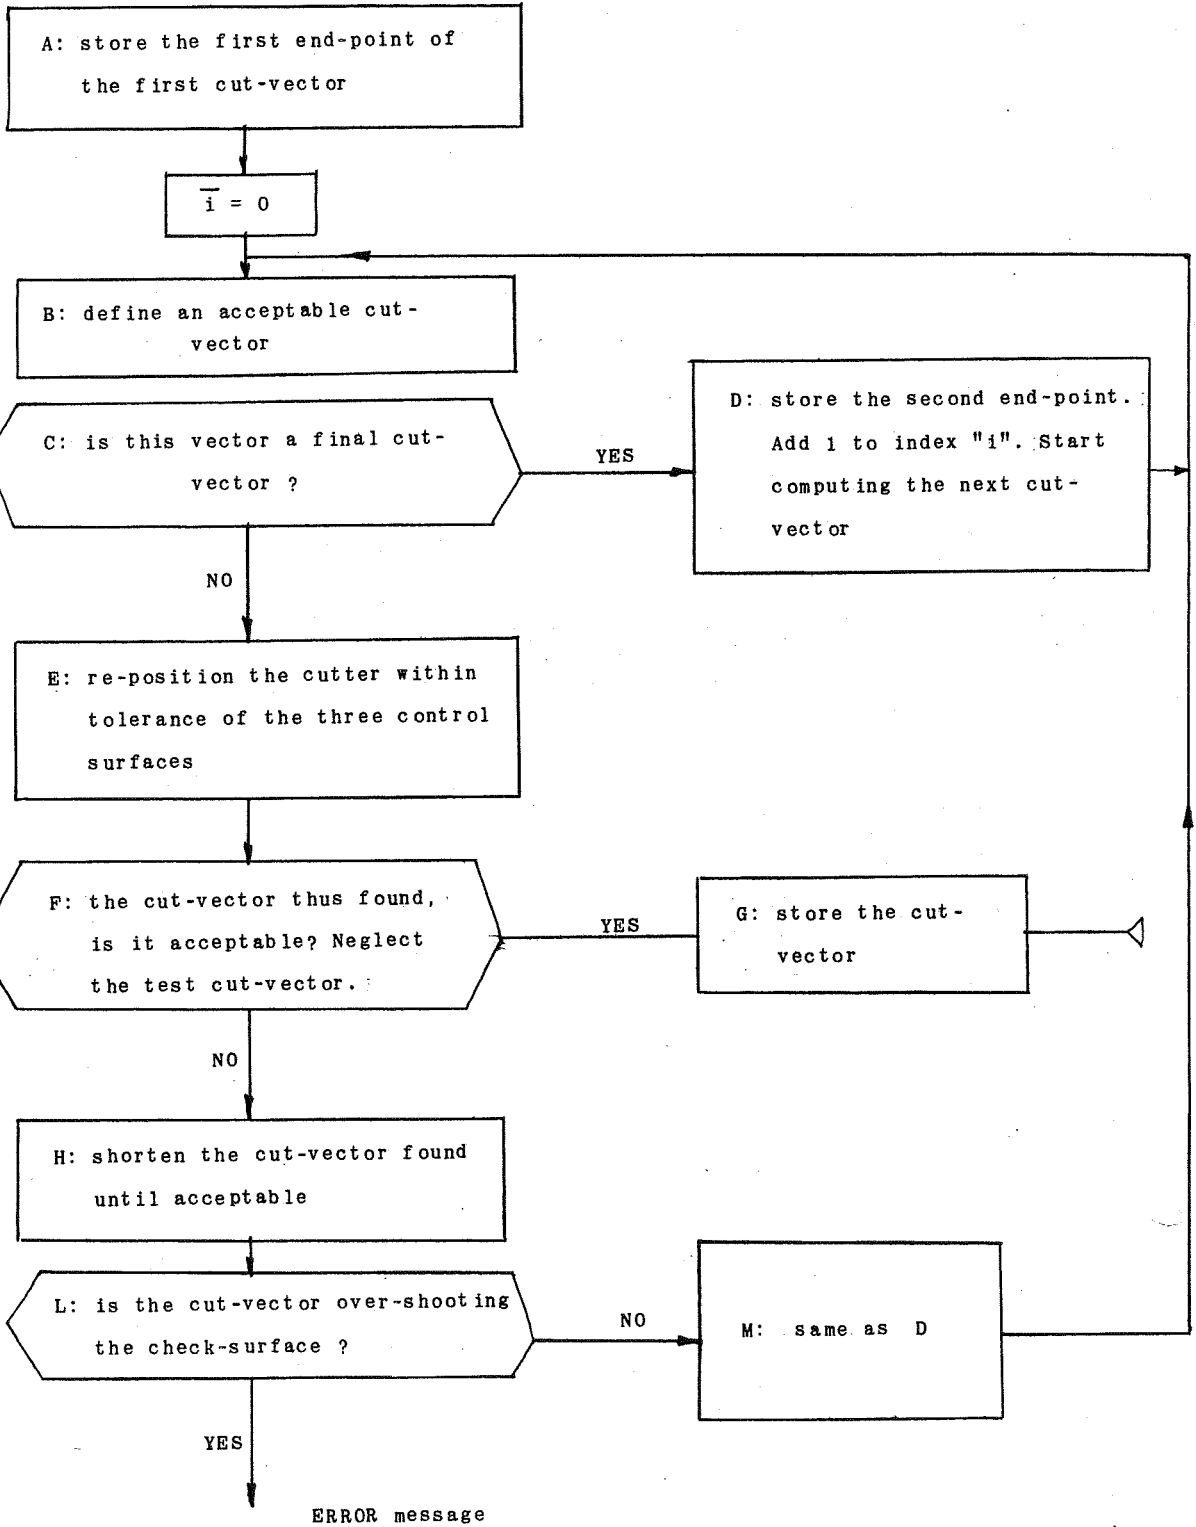 A: store the first end-point of
the first cut-vector
i = 0
B: define an acceptable cut-
vector
C: is this vector a final cut-
vector ?
YES
D: store the second end-point.
Add 1 to index "i". Start
computing the next cut-
vector
NO
E: re-position the cutter within
tolerance of the three control
surfaces
F: the cut-vector thus found,
is it acceptable? Neglect
the test cut-vector.
YES
G: store the cut-
vector
NO
H: shorten the cut-vector found
until acceptable
L: is the cut-vector over-shooting
the check-surface ?
NO
M: same as D
YES
ERROR message